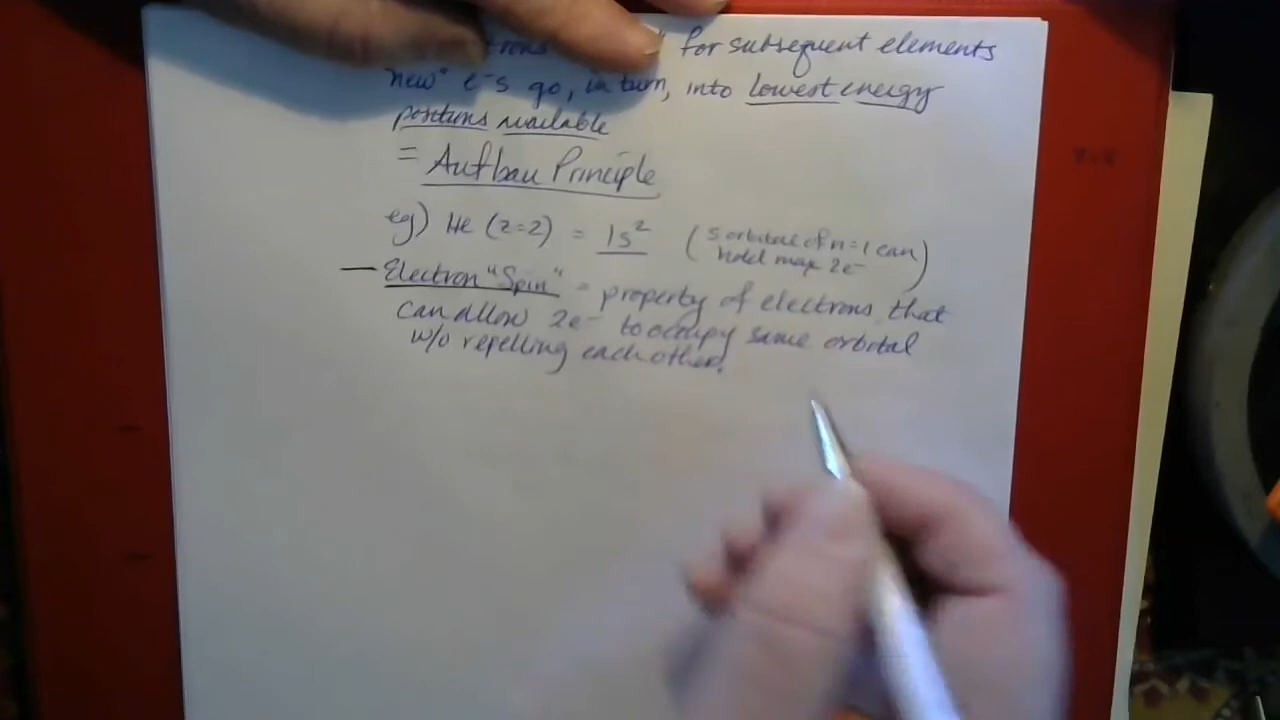 for subsequent elements
new" e⁻s go, in turn, into lowest energy
positions available
= Aufbau Principle
eg) He (z=2) = 1s² (s orbital of n=1 can
hold max 2e⁻)
— Electron "Spin" = property of electrons that
can allow 2e⁻ to occupy same orbital
w/o repelling each other.